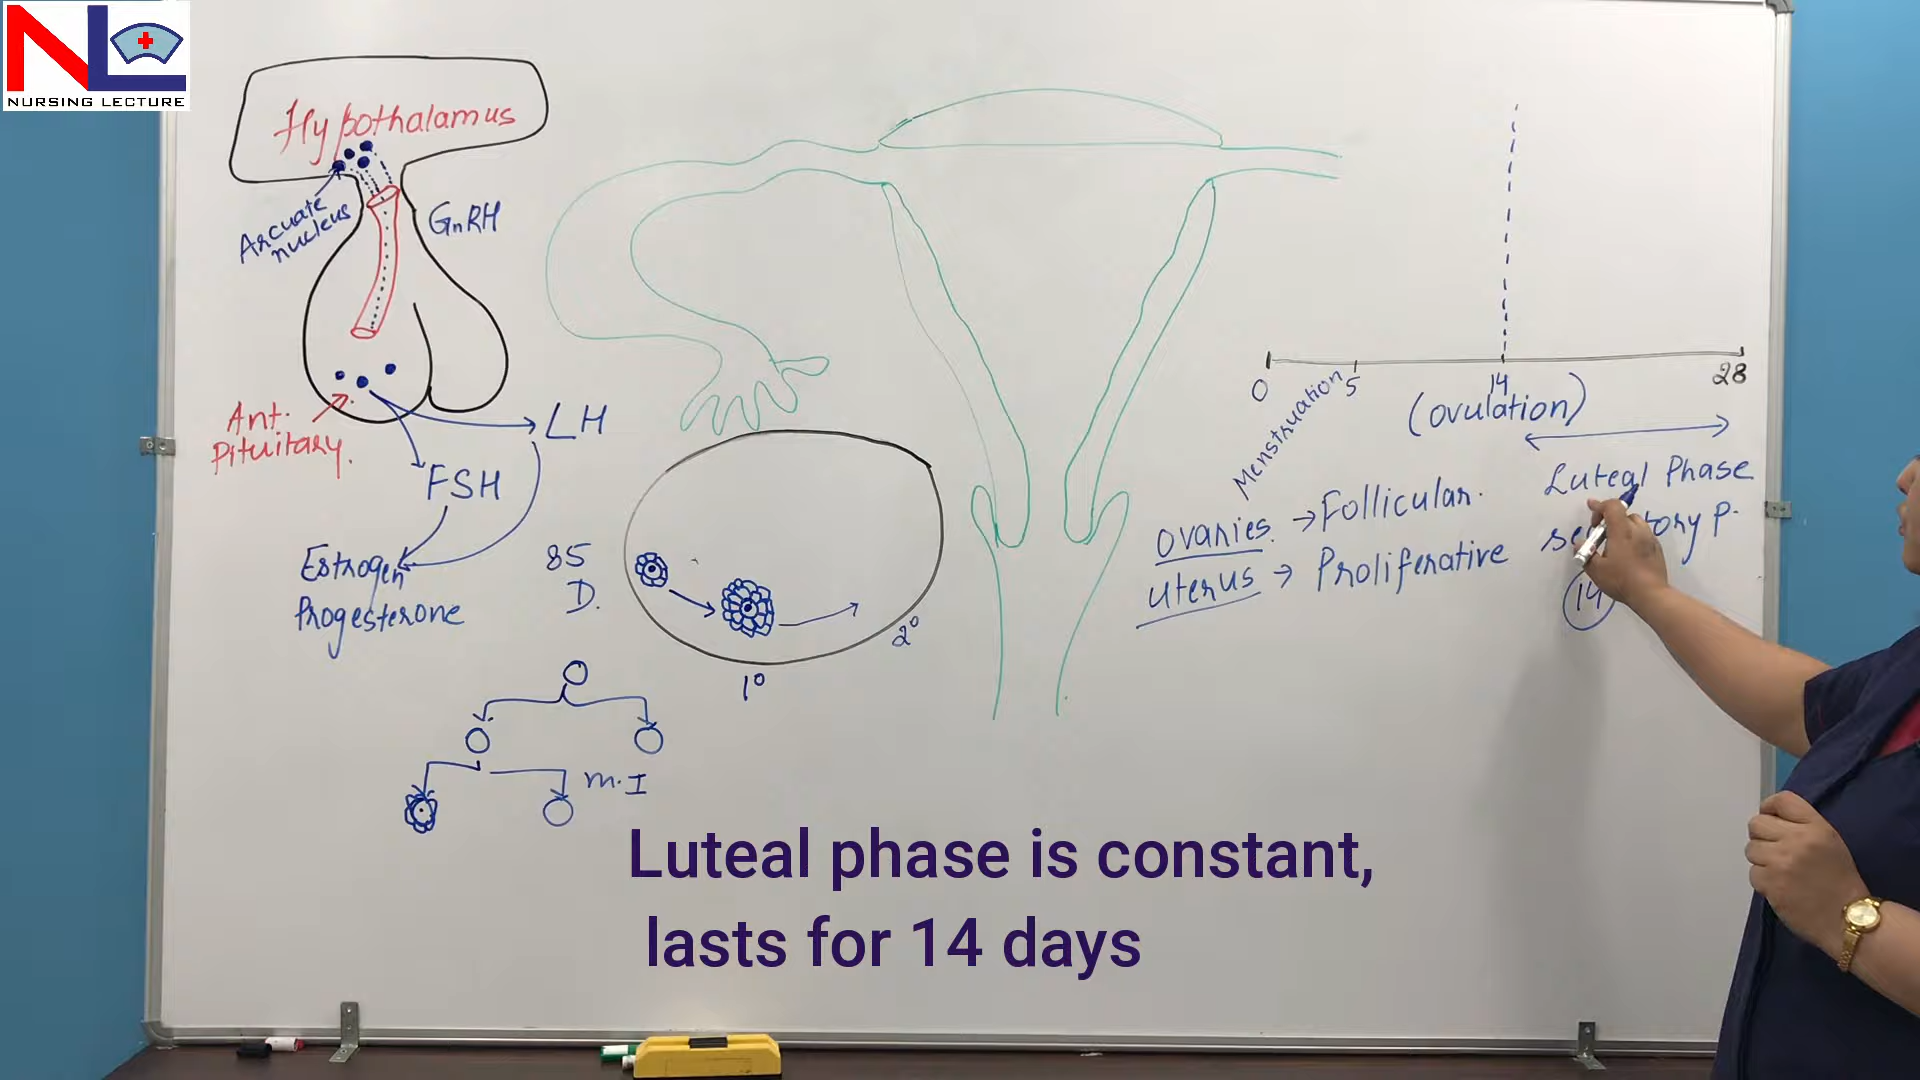 NL
NURSING LECTURE
Hypothalamus
Arcuate
nucleus
GnRH
Ant.
Pituitary.
LH
FSH
Estrogen
Progesterone
85
D.
1°
2°
m.I
0
Menstruation
5
14
28
(ovulation)
Luteal Phase
ovaries → Follicular.
uterus → Proliferative
14
Luteal phase is constant,
lasts for 14 days